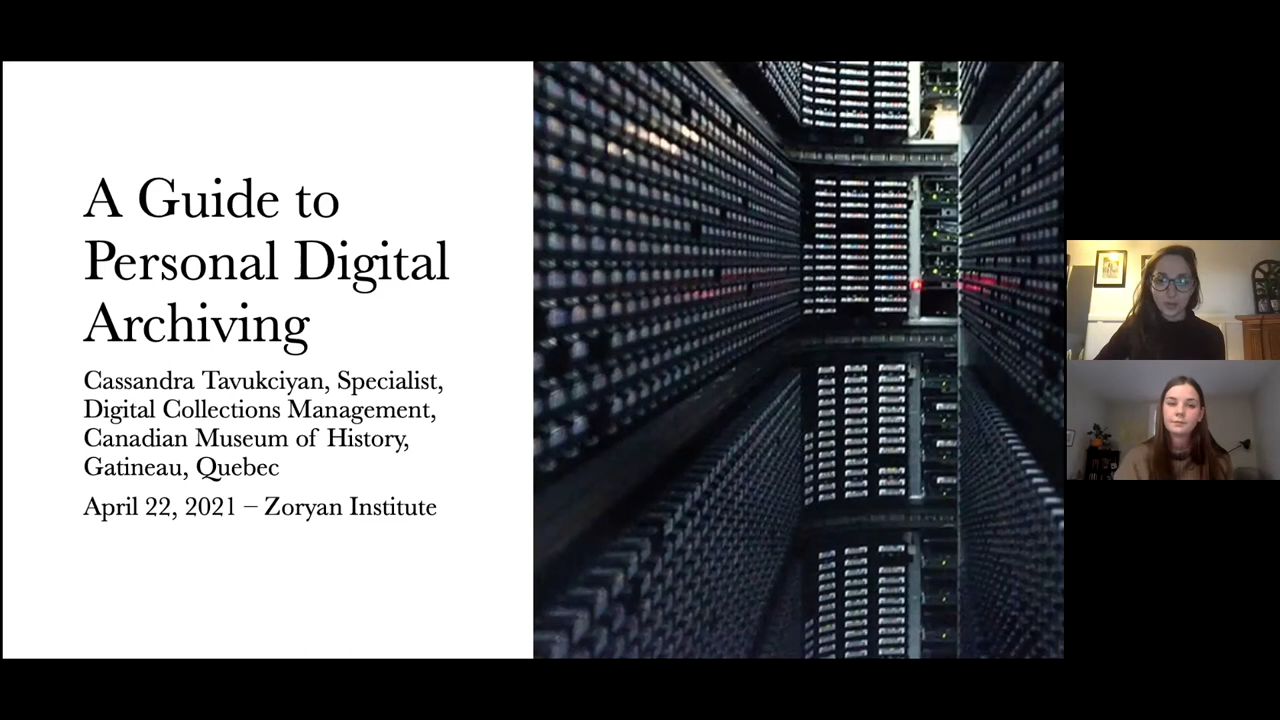 A Guide to
Personal Digital
Archiving
Cassandra Tavukciyan, Specialist,
Digital Collections Management,
Canadian Museum of History,
Gatineau, Quebec
April 22, 2021 – Zoryan Institute